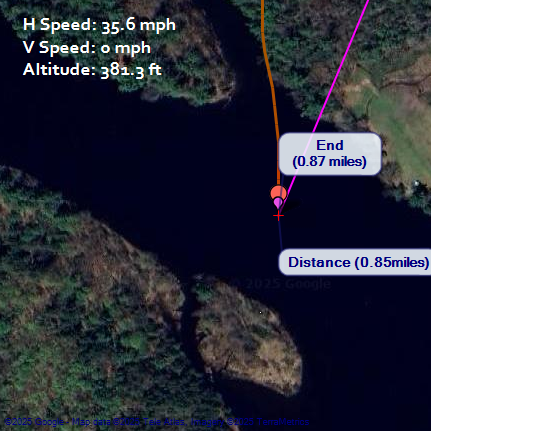 H Speed: 35.6 mph
V Speed: 0 mph
Altitude: 381.3 ft
End
(0.87 miles)
Distance (0.85miles)
© 2025 Google